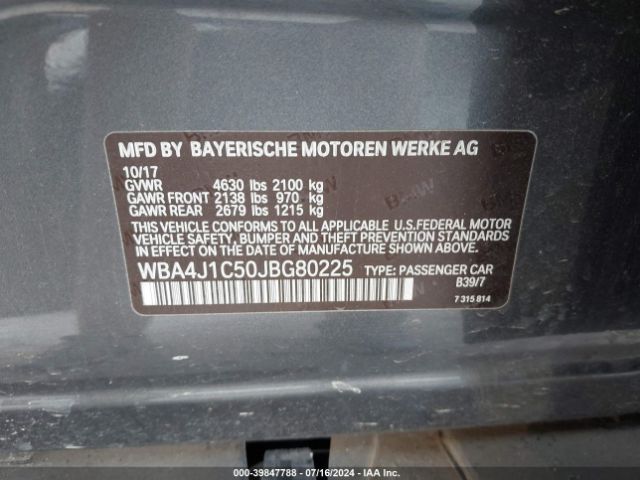 MFD BY BAYERISCHE MOTOREN WERKE AG
10/17
GVWR 4630 lbs 2100 kg
GAWR FRONT 2138 lbs 970 kg
GAWR REAR 2679 lbs 1215 kg
THIS VEHICLE CONFORMS TO ALL APPLICABLE U.S.FEDERAL MOTOR
VEHICLE SAFETY,BUMPER,AND THEFT PREVENTION STANDARDS
IN EFFECT ON THE DATE OF MANUFACTURE SHOWN ABOVE.
WBA4J1C50JBG80225 TYPE: PASSENGER CAR
B39/7
7 315 814
000-39847788 - 07/16/2024 - IAA Inc.